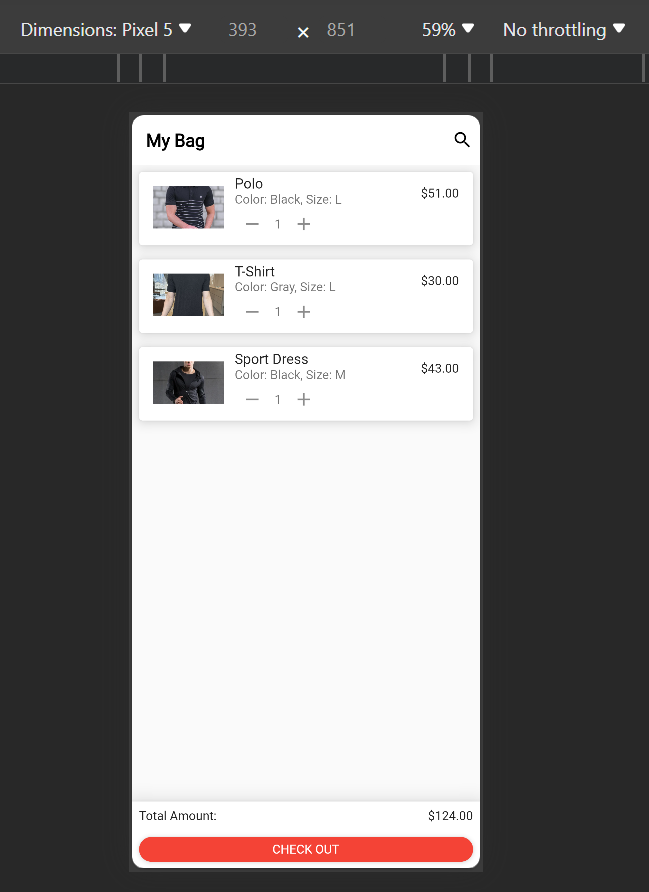 Dimensions: Pixel 5 393 × 851 59% No throttling
My Bag
Polo
Color: Black, Size: L
$51.00
1
T-Shirt
Color: Gray, Size: L
$30.00
1
Sport Dress
Color: Black, Size: M
$43.00
1
Total Amount: $124.00
CHECK OUT